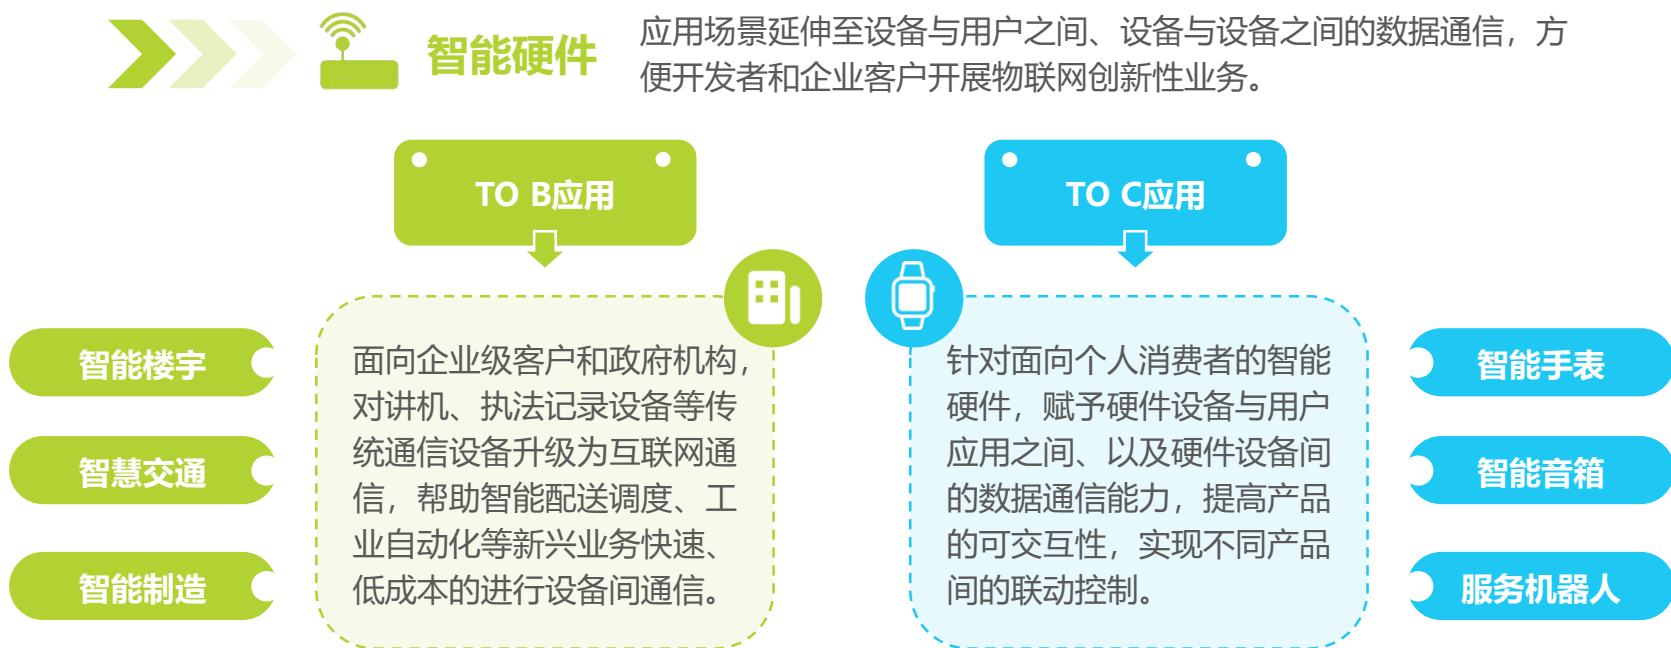 智能硬件
应用场景延伸至设备与用户之间、设备与设备之间的数据通信，方
便开发者和企业客户开展物联网创新性业务。
TO B应用
TO C应用
智能楼宇
智慧交通
智能制造
面向企业级客户和政府机构，
对讲机、执法记录设备等传
统通信设备升级为互联网通
信，帮助智能配送调度、工
业自动化等新兴业务快速、
低成本的进行设备间通信。
针对面向个人消费者的智能
硬件，赋予硬件设备与用户
应用之间、以及硬件设备间
的数据通信能力，提高产品
的可交互性，实现不同产品
间的联动控制。
智能手表
智能音箱
服务机器人